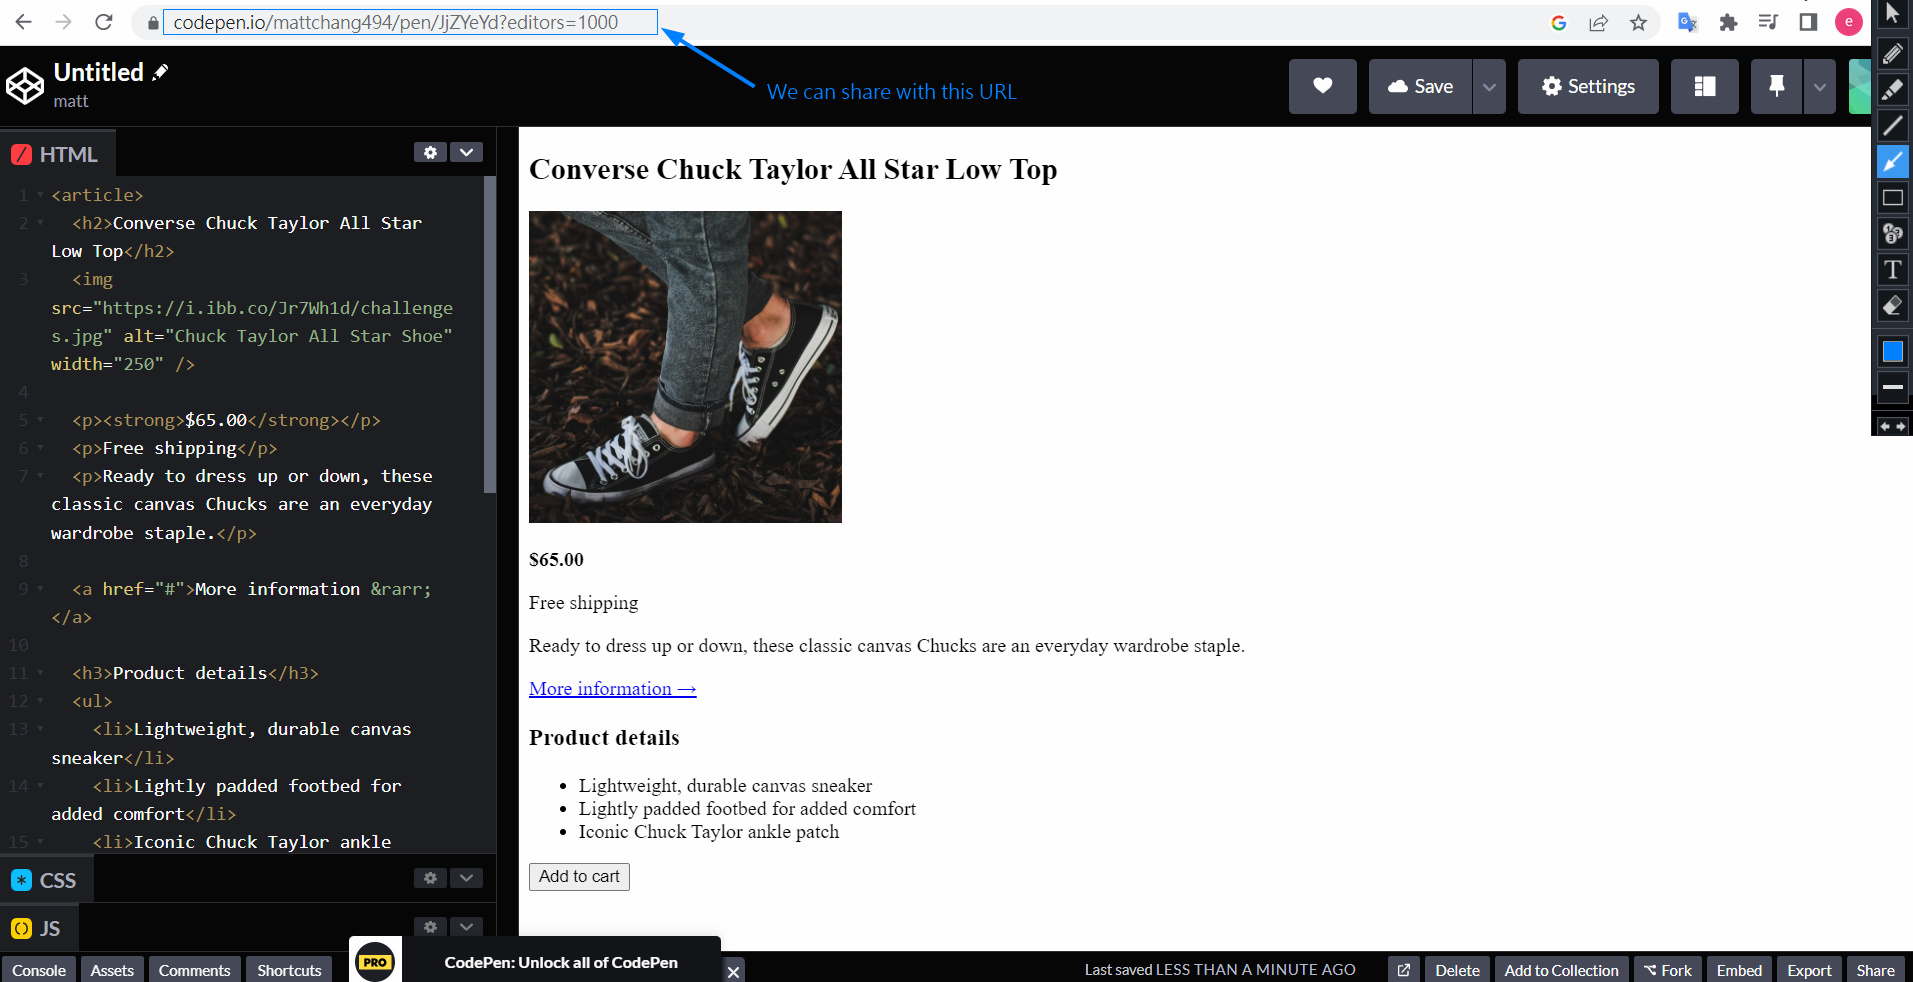 codepen.io/mattchang494/pen/JjZYeYd?editors=1000
e
Untitled
matt
We can share with this URL
Save
Settings
HTML
1 <article>
2 <h2>Converse Chuck Taylor All Star
Low Top</h2>
3 <img
src="https://i.ibb.co/Jr7Wh1d/challenge
s.jpg" alt="Chuck Taylor All Star Shoe"
width="250" />
4
5 <p><strong>$65.00</strong></p>
6 <p>Free shipping</p>
7 <p>Ready to dress up or down, these
classic canvas Chucks are an everyday
wardrobe staple.</p>
8
9 <a href="#">More information &rarr;
</a>
10
11 <h3>Product details</h3>
12 <ul>
13 <li>Lightweight, durable canvas
sneaker</li>
14 <li>Lightly padded footbed for
added comfort</li>
15 <li>Iconic Chuck Taylor ankle
CSS
JS
Converse Chuck Taylor All Star Low Top
$65.00
Free shipping
Ready to dress up or down, these classic canvas Chucks are an everyday wardrobe staple.
More information →
Product details
• Lightweight, durable canvas sneaker
• Lightly padded footbed for added comfort
• Iconic Chuck Taylor ankle patch
Add to cart
Console Assets Comments Shortcuts
PRO CodePen: Unlock all of CodePen
Last saved LESS THAN A MINUTE AGO
Delete Add to Collection Fork Embed Export Share